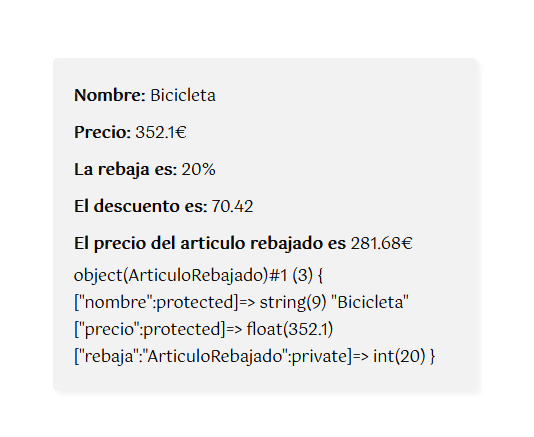 Nombre: Bicicleta
Precio: 352.1€
La rebaja es: 20%
El descuento es: 70.42
El precio del articulo rebajado es 281.68€
object(ArticuloRebajado)#1 (3) {
["nombre":protected]=> string(9) "Bicicleta"
["precio":protected]=> float(352.1)
["rebaja":"ArticuloRebajado":private]=> int(20) }